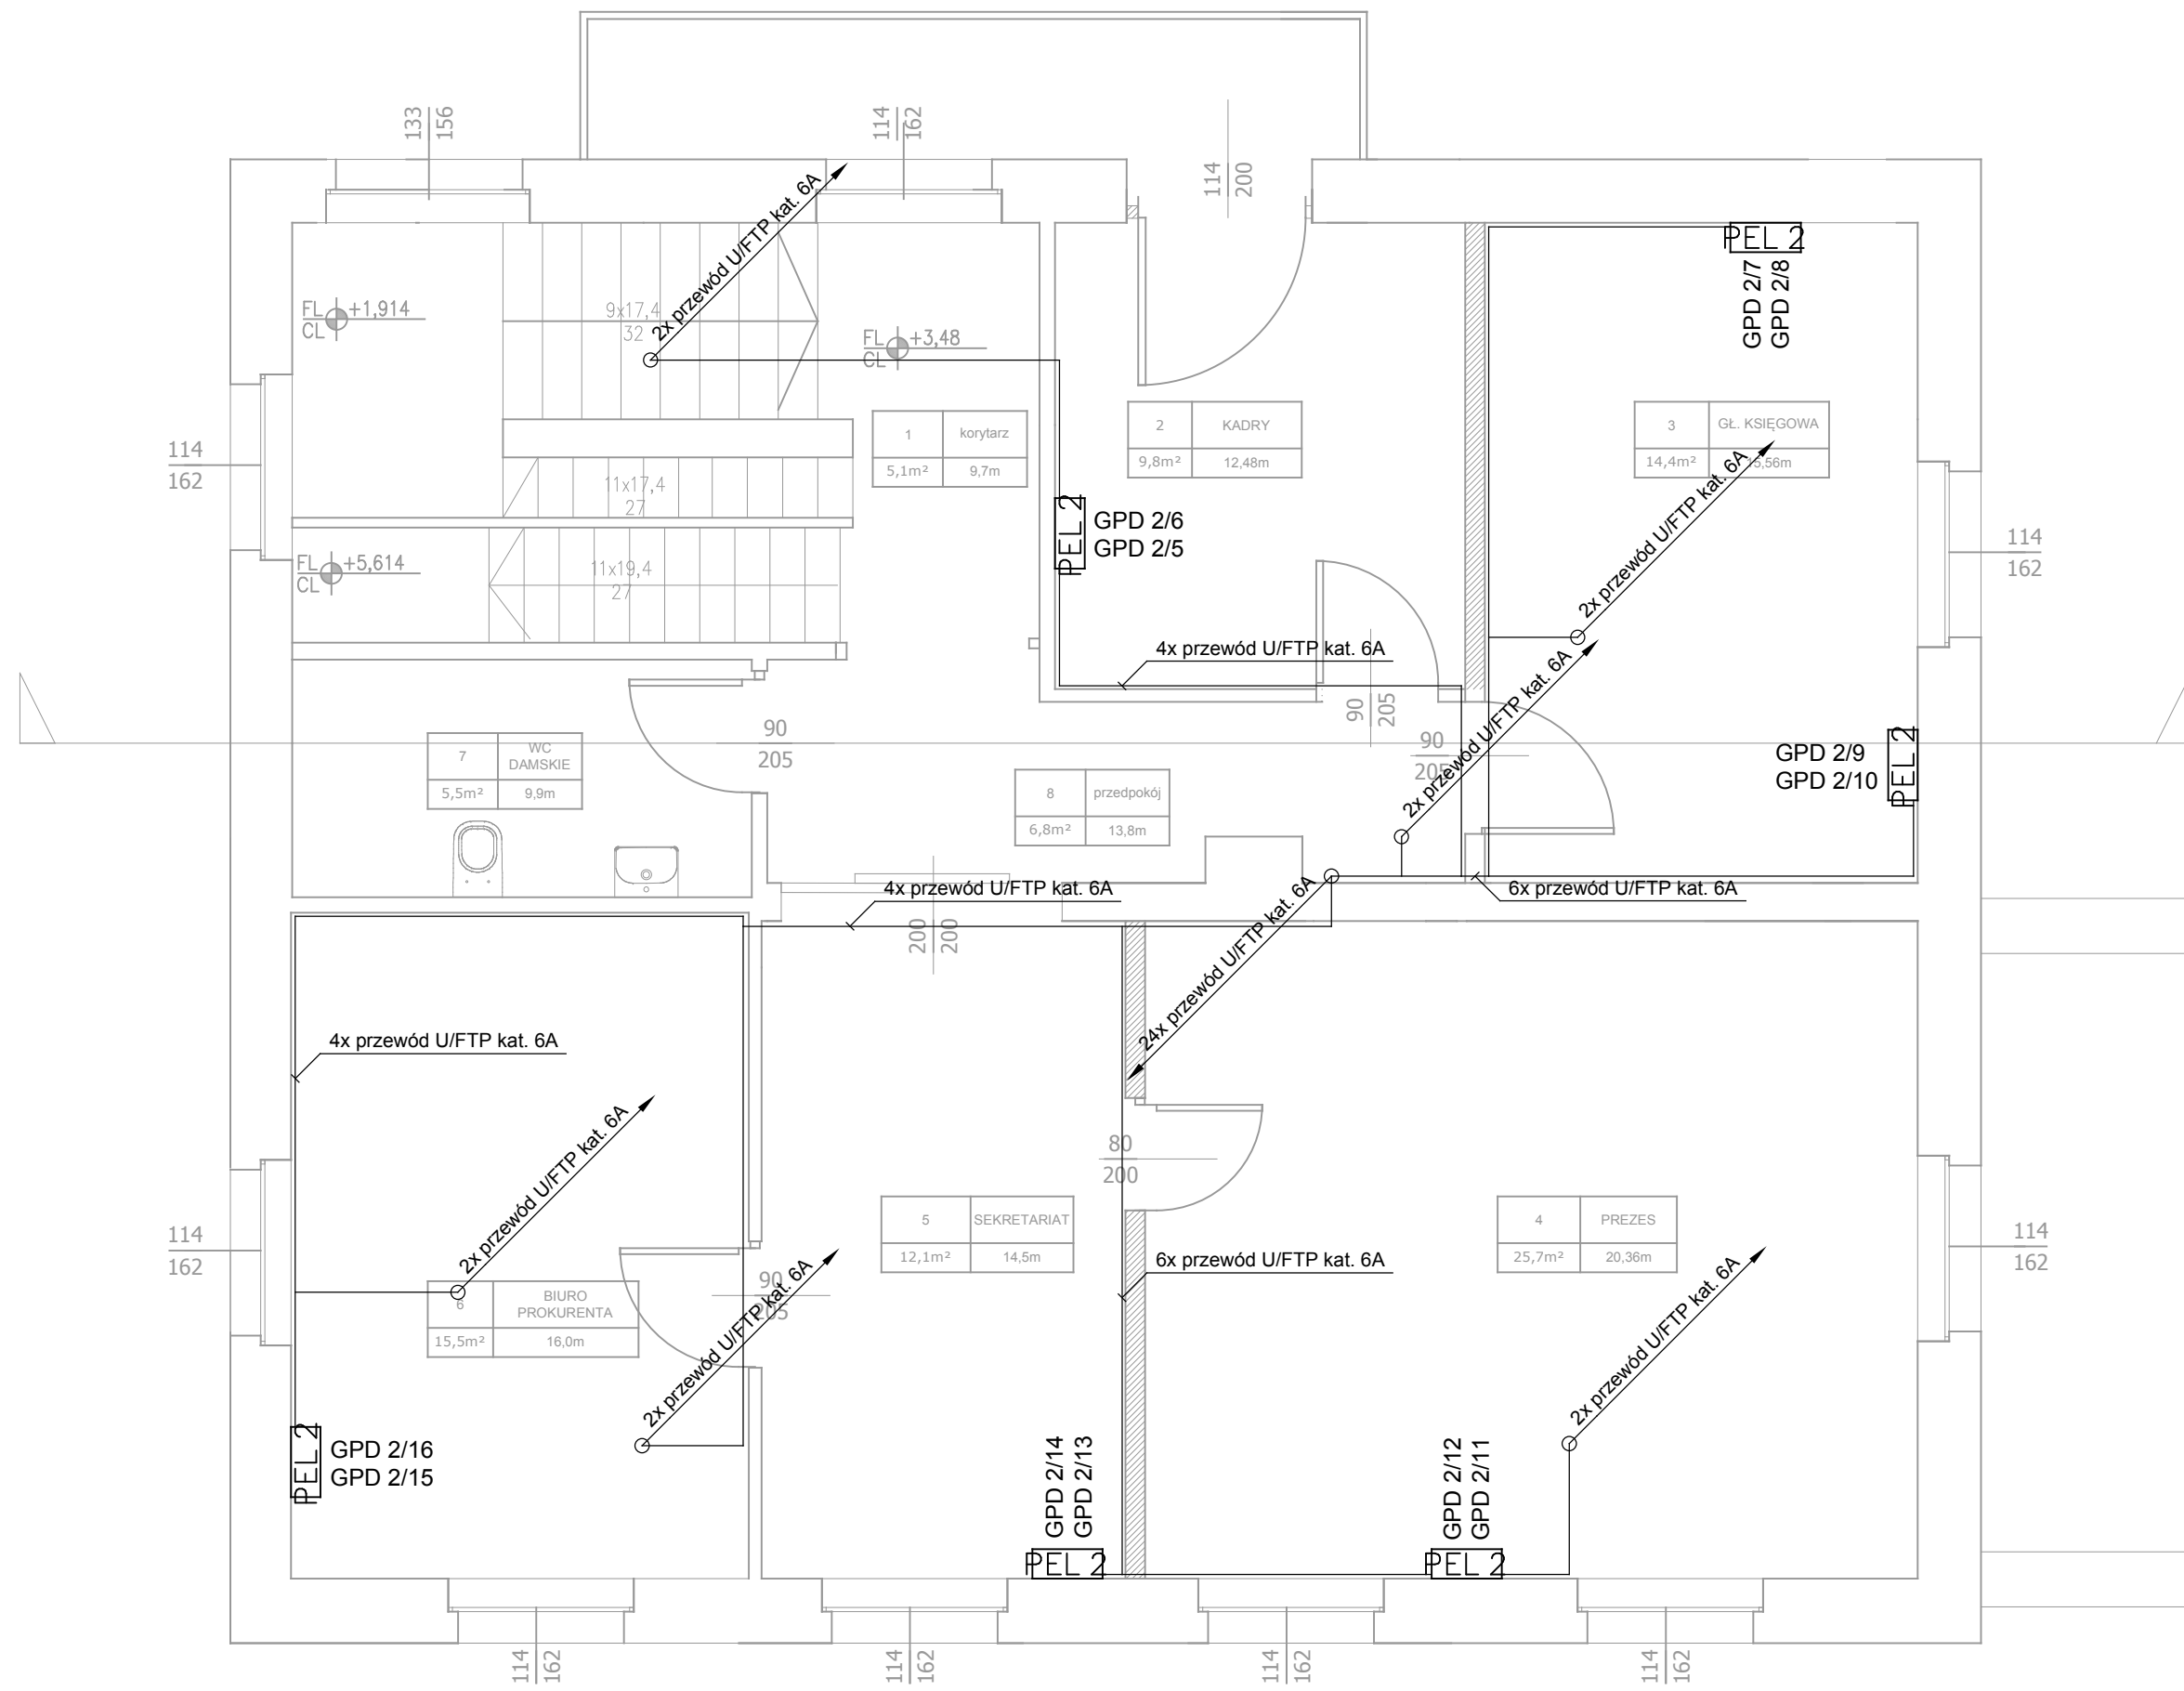 133
156
114
162
114
200
2x przewód U/FTP kat. 6A
PEL 2
GPD 2/7
GPD 2/8
FL +1,914
CL
9x17,4
32
FL +3,48
CL
1 korytarz
5,1m² 9,7m
2 KADRY
9,8m² 12,48m
3 GŁ. KSIĘGOWA
14,4m² 15,56m
114
162
11x17,4
27
PEL 2
GPD 2/6
GPD 2/5
2x przewód U/FTP kat. 6A
114
162
FL +5,614
CL
11x19,4
27
4x przewód U/FTP kat. 6A
90
205
90
205
90
205
2x przewód U/FTP kat. 6A
GPD 2/9
GPD 2/10
PEL 2
7 WC
DAMSKIE
5,5m² 9,9m
8 przedpokój
6,8m² 13,8m
4x przewód U/FTP kat. 6A
6x przewód U/FTP kat. 6A
200
200
24x przewód U/FTP kat. 6A
4x przewód U/FTP kat. 6A
80
200
2x przewód U/FTP kat. 6A
114
162
5 SEKRETARIAT
12,1m² 14,5m
4 PREZES
25,7m² 20,36m
114
162
6x przewód U/FTP kat. 6A
6 BIURO
PROKURENTA
15,5m² 16,0m
90
205
2x przewód U/FTP kat. 6A
2x przewód U/FTP kat. 6A
PEL 2
GPD 2/16
GPD 2/15
GPD 2/14
GPD 2/13
PEL 2
GPD 2/12
GPD 2/11
PEL 2
114
162
114
162
114
162
114
162